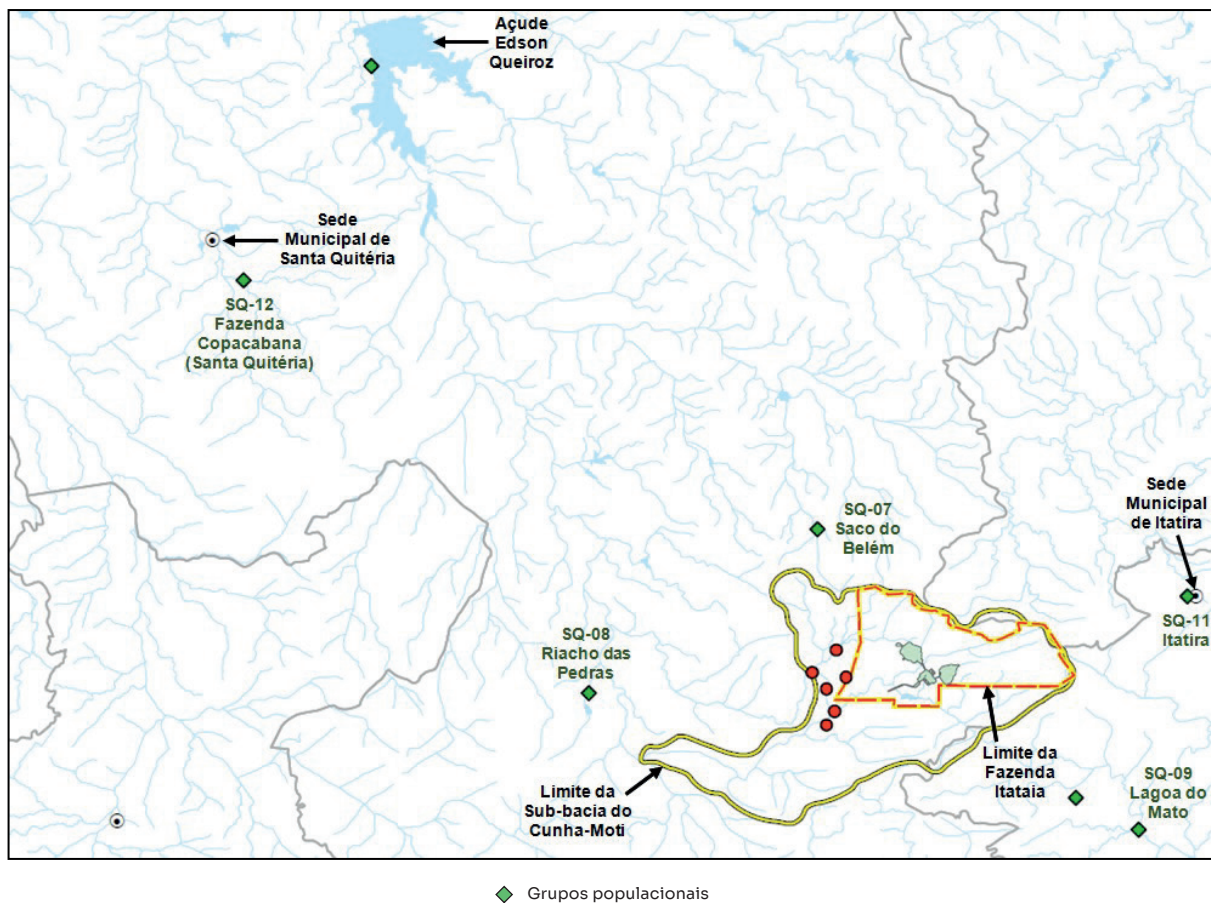 Açude
Edson
Queiroz
Sede
Municipal de
Santa Quitéria
SQ-12
Fazenda
Copacabana
(Santa Quitéria)
SQ-07
Saco do
Belém
Sede
Municipal
de Itatira
SQ-11
Itatira
SQ-08
Riacho das
Pedras
Limite da
Sub-bacia do
Cunha-Moti
Limite da
Fazenda
Itataia
SQ-09
Lagoa do
Mato
Grupos populacionais